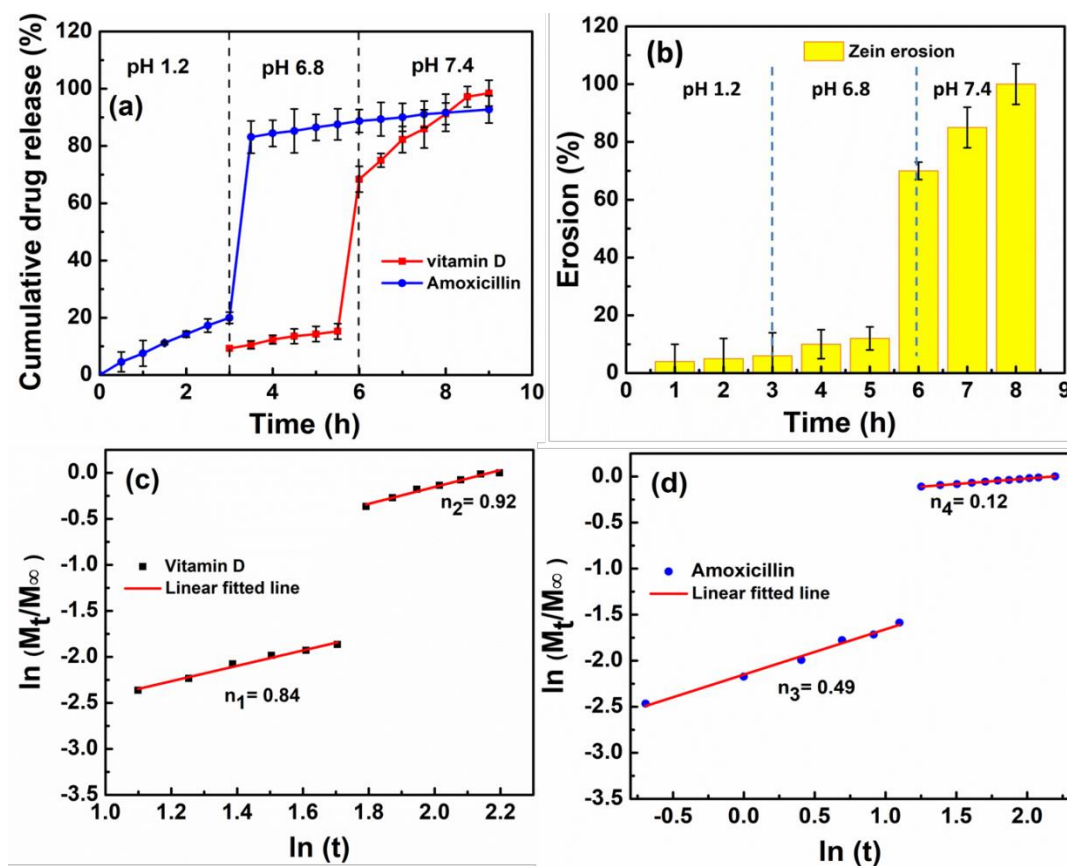 120
100
80
60
40
20
0
Cumulative drug release (%)
pH 1.2
pH 6.8
pH 7.4
(a)
vitamin D
Amoxicillin
0 2 4 6 8 10
Time (h)
120
100
80
60
40
20
0
Erosion (%)
(b)
Zein erosion
pH 1.2
pH 6.8
pH 7.4
0 1 2 3 4 5 6 7 8 9
Time (h)
0.0
-0.5
-1.0
-1.5
-2.0
-2.5
-3.0
-3.5
ln (Mt/M∞)
(c)
n2= 0.92
Vitamin D
Linear fitted line
n1= 0.84
1.0 1.2 1.4 1.6 1.8 2.0 2.2
ln (t)
0.0
-0.5
-1.0
-1.5
-2.0
-2.5
-3.0
-3.5
ln (Mt/M∞)
(d)
n4= 0.12
Amoxicillin
Linear fitted line
n3= 0.49
-0.5 0.0 0.5 1.0 1.5 2.0
ln (t)